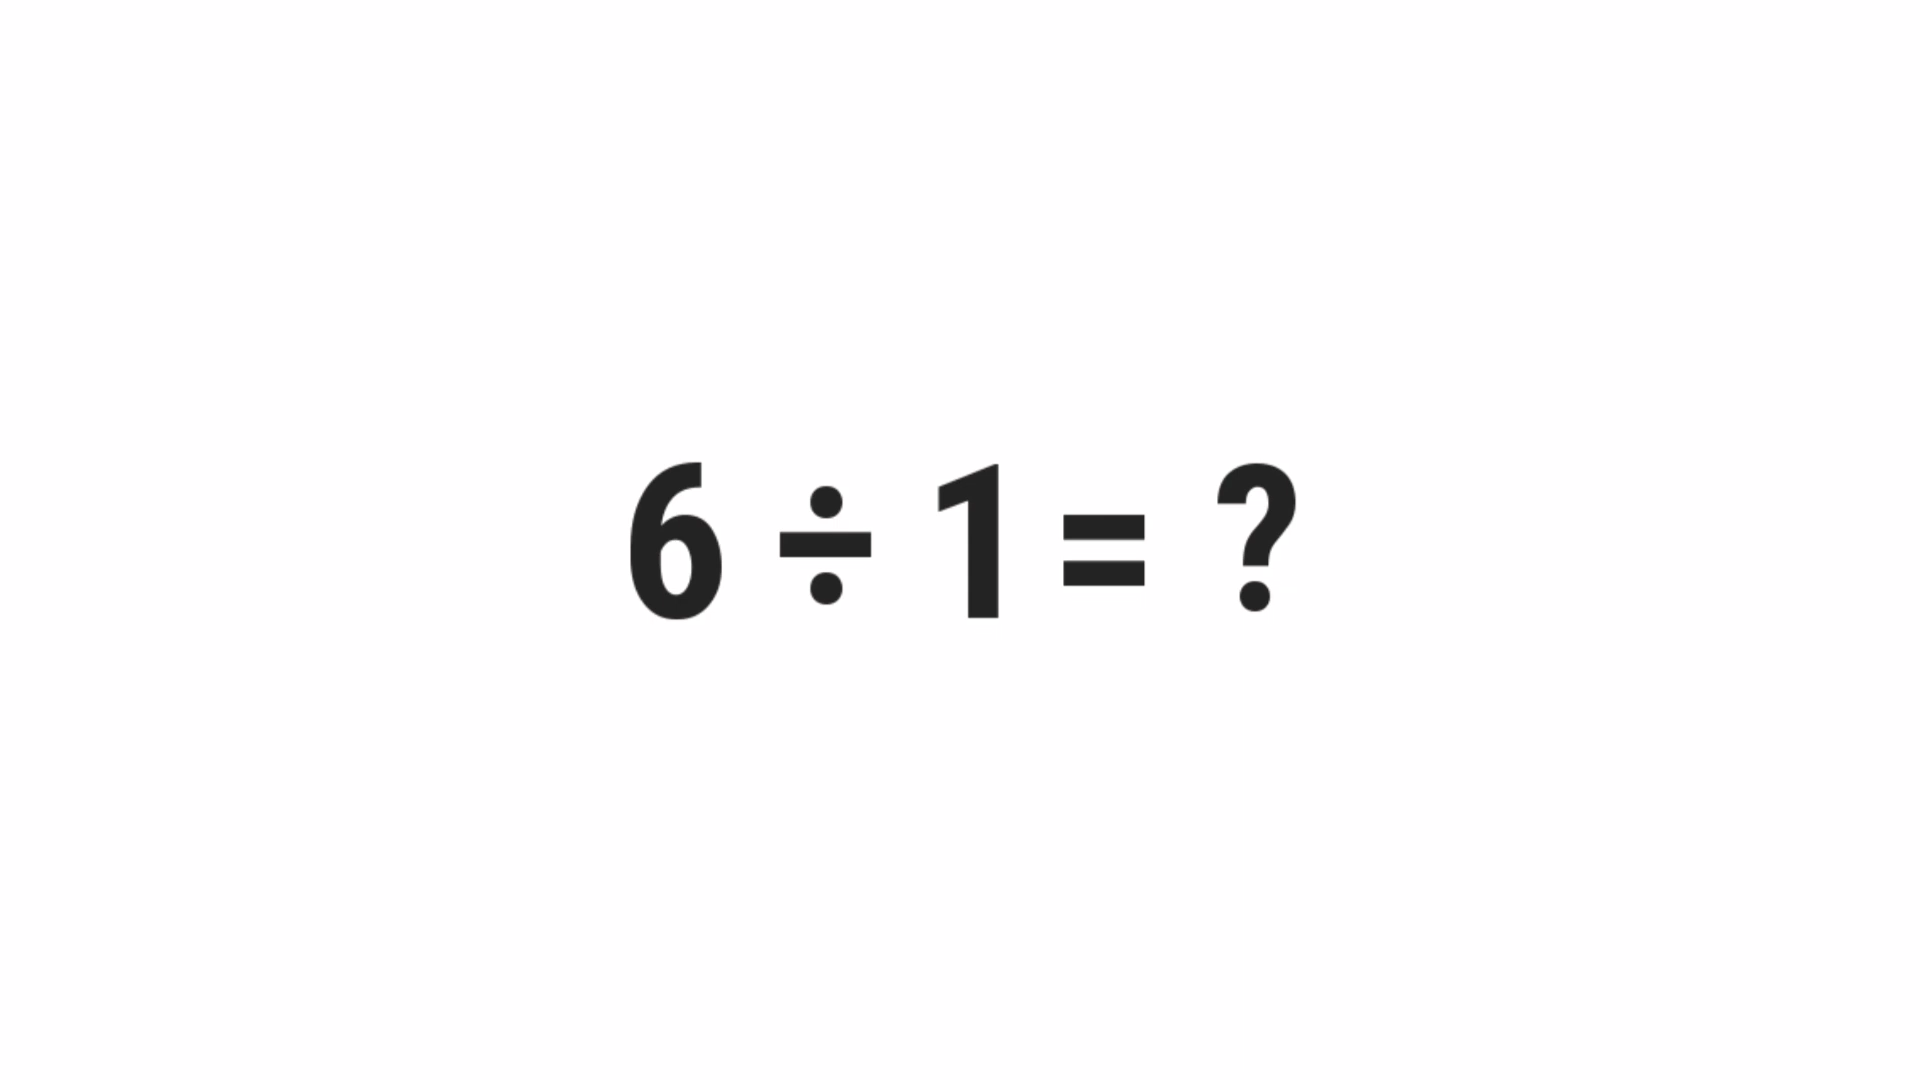 6 ÷ 1 = ?